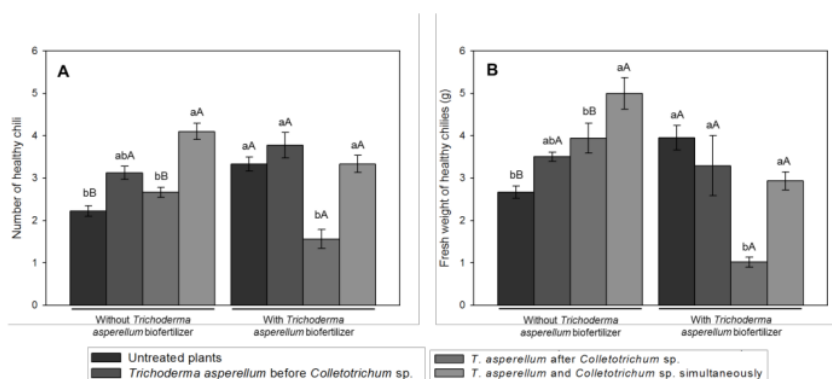 A
Number of healthy chili
6
5
4
3
2
1
0
bB
abA
bB
aA
aA
aA
bA
aA
Without Trichoderma
asperellum biofertilizer
With Trichoderma
asperellum biofertilizer
B
Fresh weight of healthy chilies (g)
6
5
4
3
2
1
0
bB
abA
bB
aA
aA
aA
bA
aA
Without Trichoderma
asperellum biofertilizer
With Trichoderma
asperellum biofertilizer
Untreated plants
Trichoderma asperellum before Colletotrichum sp.
T. asperellum after Colletotrichum sp.
T. asperellum and Colletotrichum sp. simultaneously